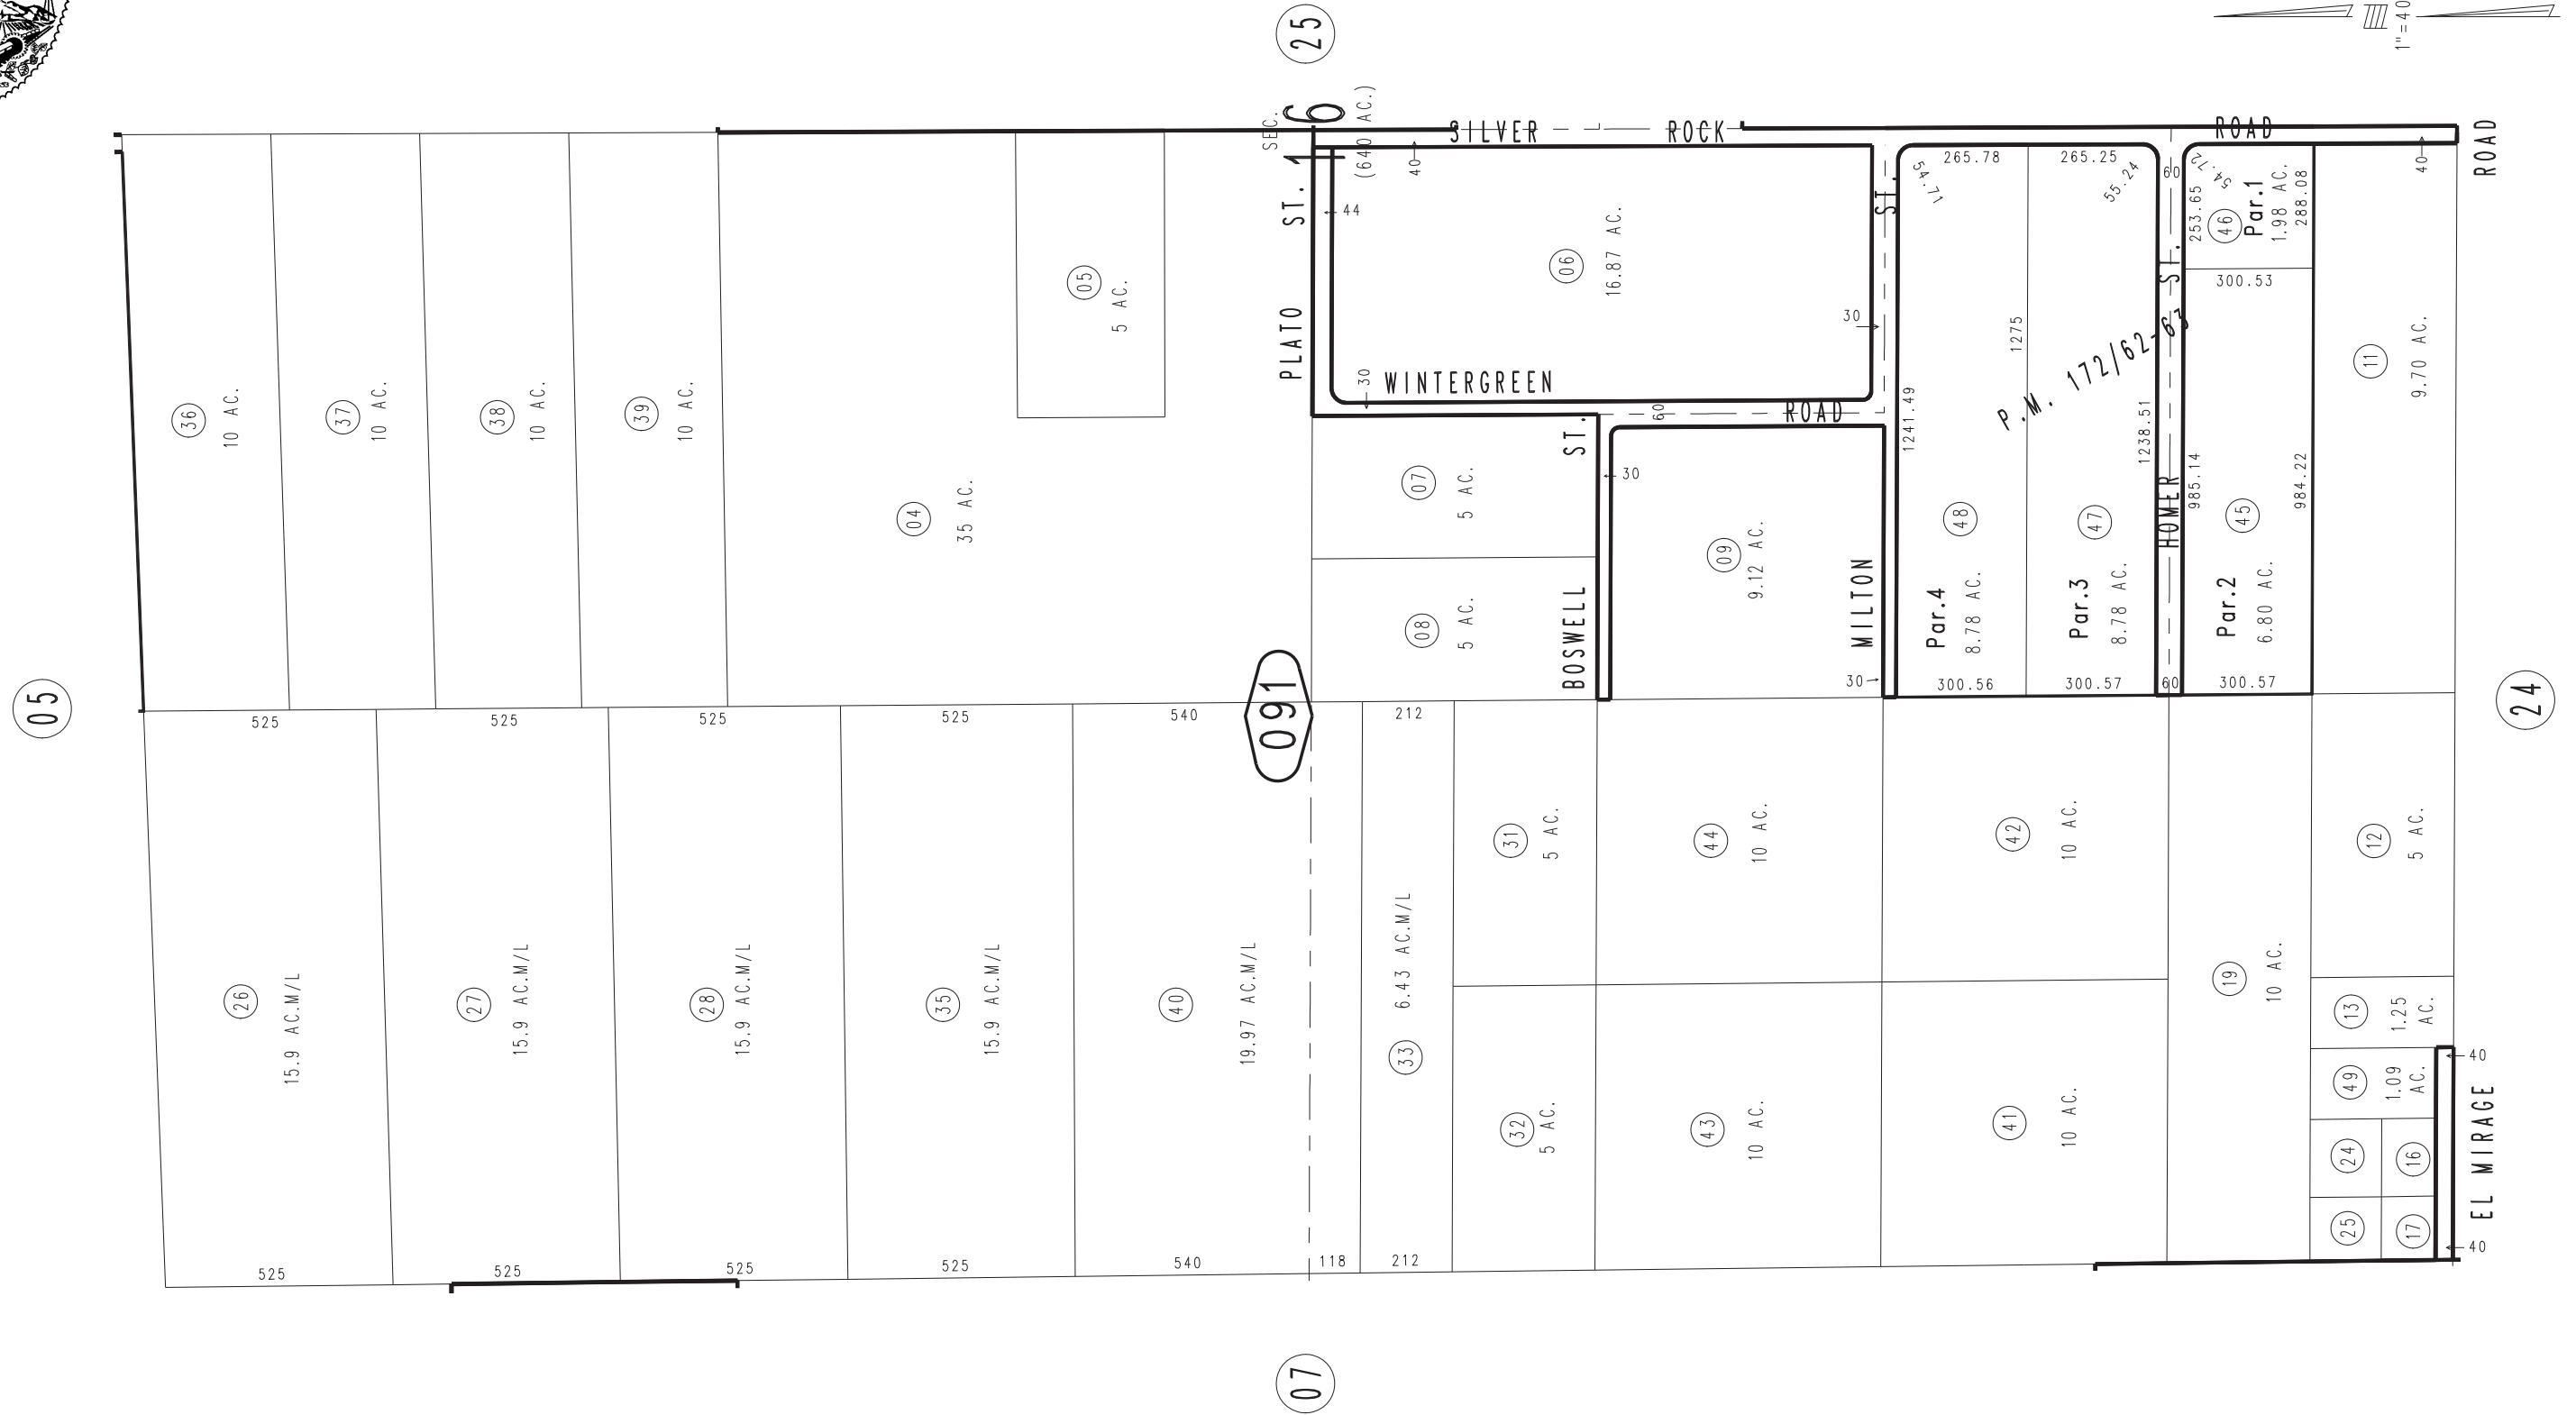 25
1"=40
SEC. 16
(640 AC.)
SILVER ROCK ROAD
ROAD
05
24
07
091
36
10 AC.
37
10 AC.
38
10 AC.
39
10 AC.
04
35 AC.
05
5 AC.
PLATO ST.
40
44
06
16.87 AC.
30
30
WINTERGREEN ROAD
60
07
5 AC.
08
5 AC.
BOSWELL ST.
30
09
9.12 AC.
MILTON ST.
30
265.78
54.71
1241.49
1275
48
Par.4
8.78 AC.
300.56
265.25
55.24
1238.51
47
Par.3
8.78 AC.
300.57
P.M. 172/62-63
60
HOMER ST.
60
54.72
253.65
46
Par.1
1.98 AC.
288.08
300.53
985.14
984.22
45
Par.2
6.80 AC.
300.57
40
11
9.70 AC.
525
525
525
525
540
212
26
15.9 AC.M/L
27
15.9 AC.M/L
28
15.9 AC.M/L
35
15.9 AC.M/L
40
19.97 AC.M/L
33
6.43 AC.M/L
31
5 AC.
32
5 AC.
44
10 AC.
43
10 AC.
42
10 AC.
41
10 AC.
19
10 AC.
12
5 AC.
13
1.25
AC.
49
1.09
AC.
24
16
25
17
40
40
EL MIRAGE
525
525
525
525
540
118
212